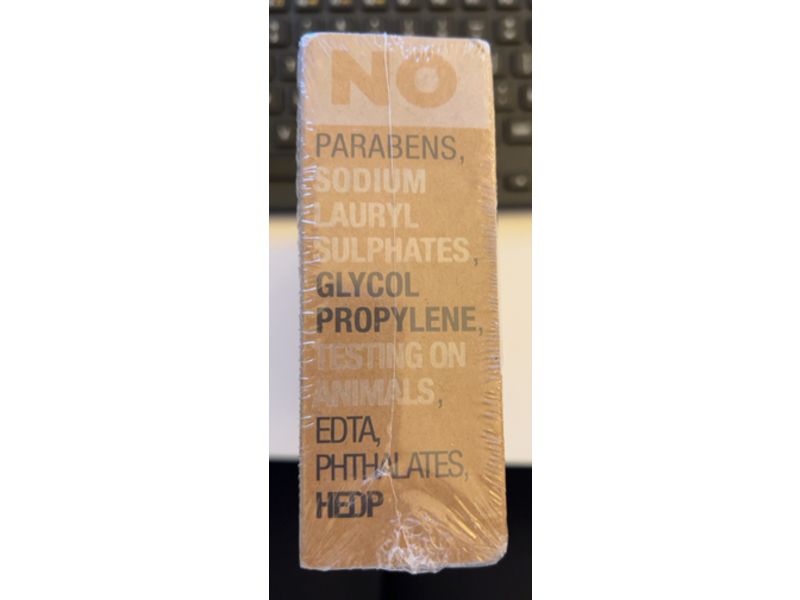 NO
PARABENS,
SODIUM
LAURYL
SULPHATES,
GLYCOL
PROPYLENE,
TESTING ON
ANIMALS,
EDTA,
PHTHALATES,
HEDP